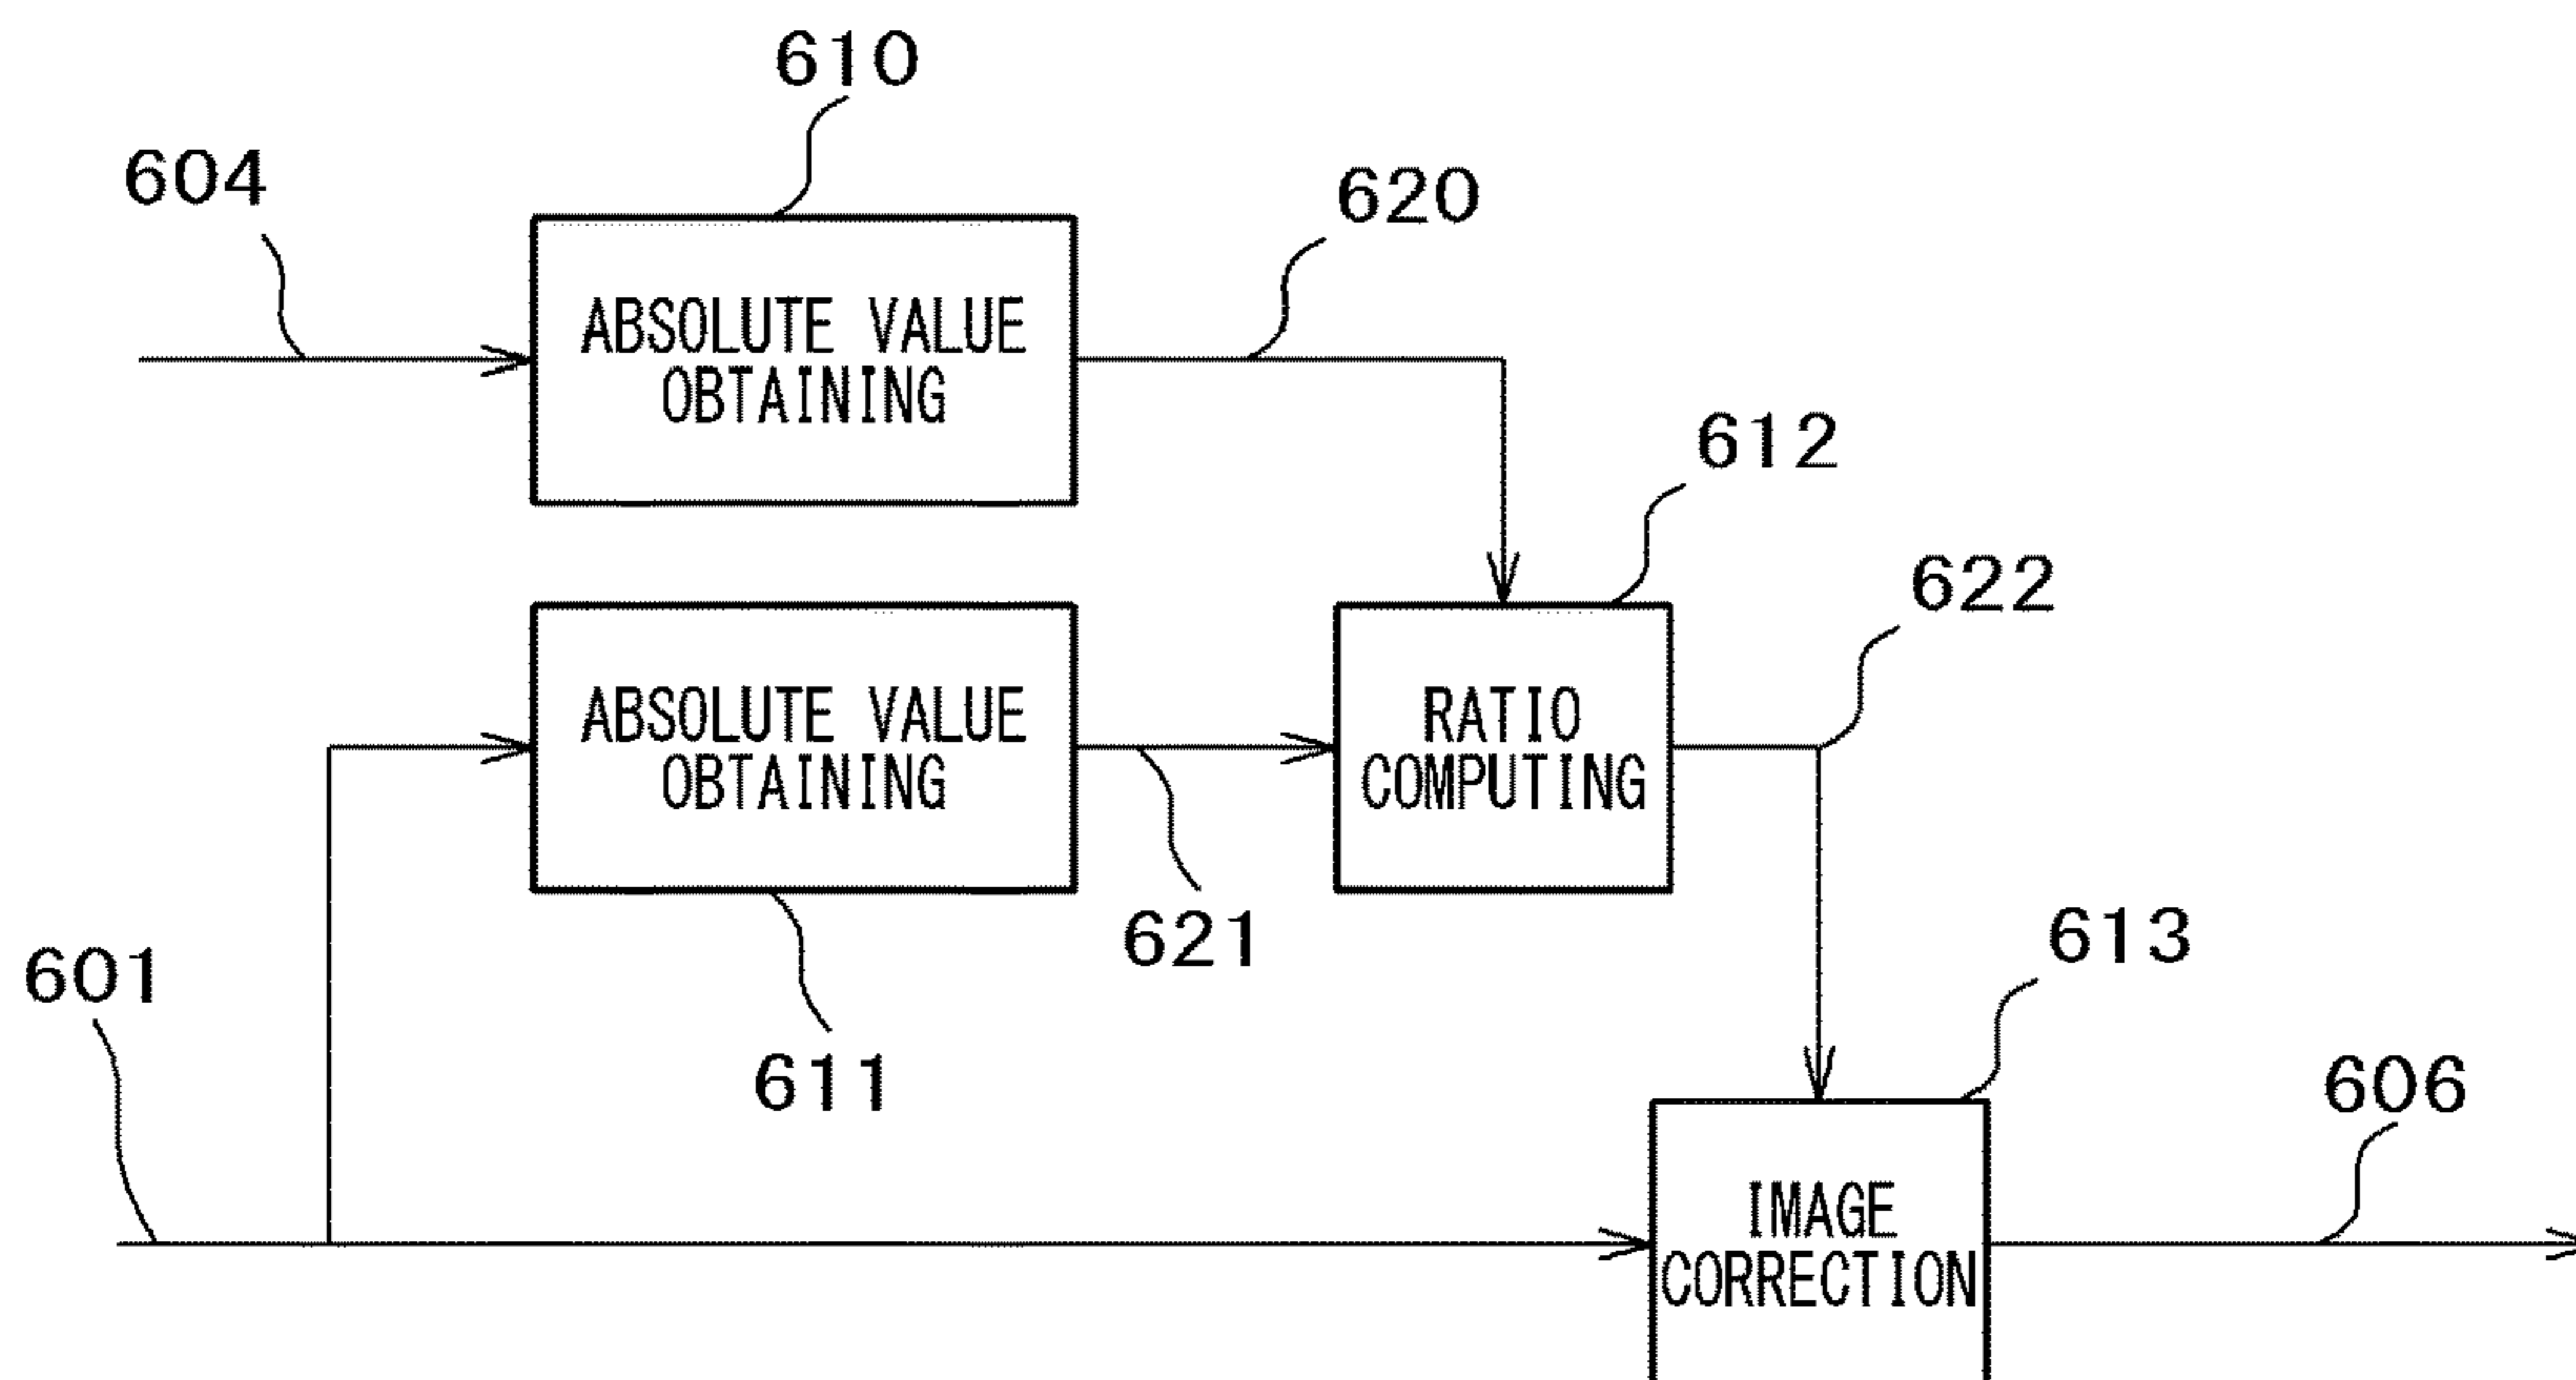 610
604
620
ABSOLUTE VALUE
OBTAINING
612
622
ABSOLUTE VALUE
OBTAINING
RATIO
COMPUTING
621
613
601
611
606
IMAGE
CORRECTION